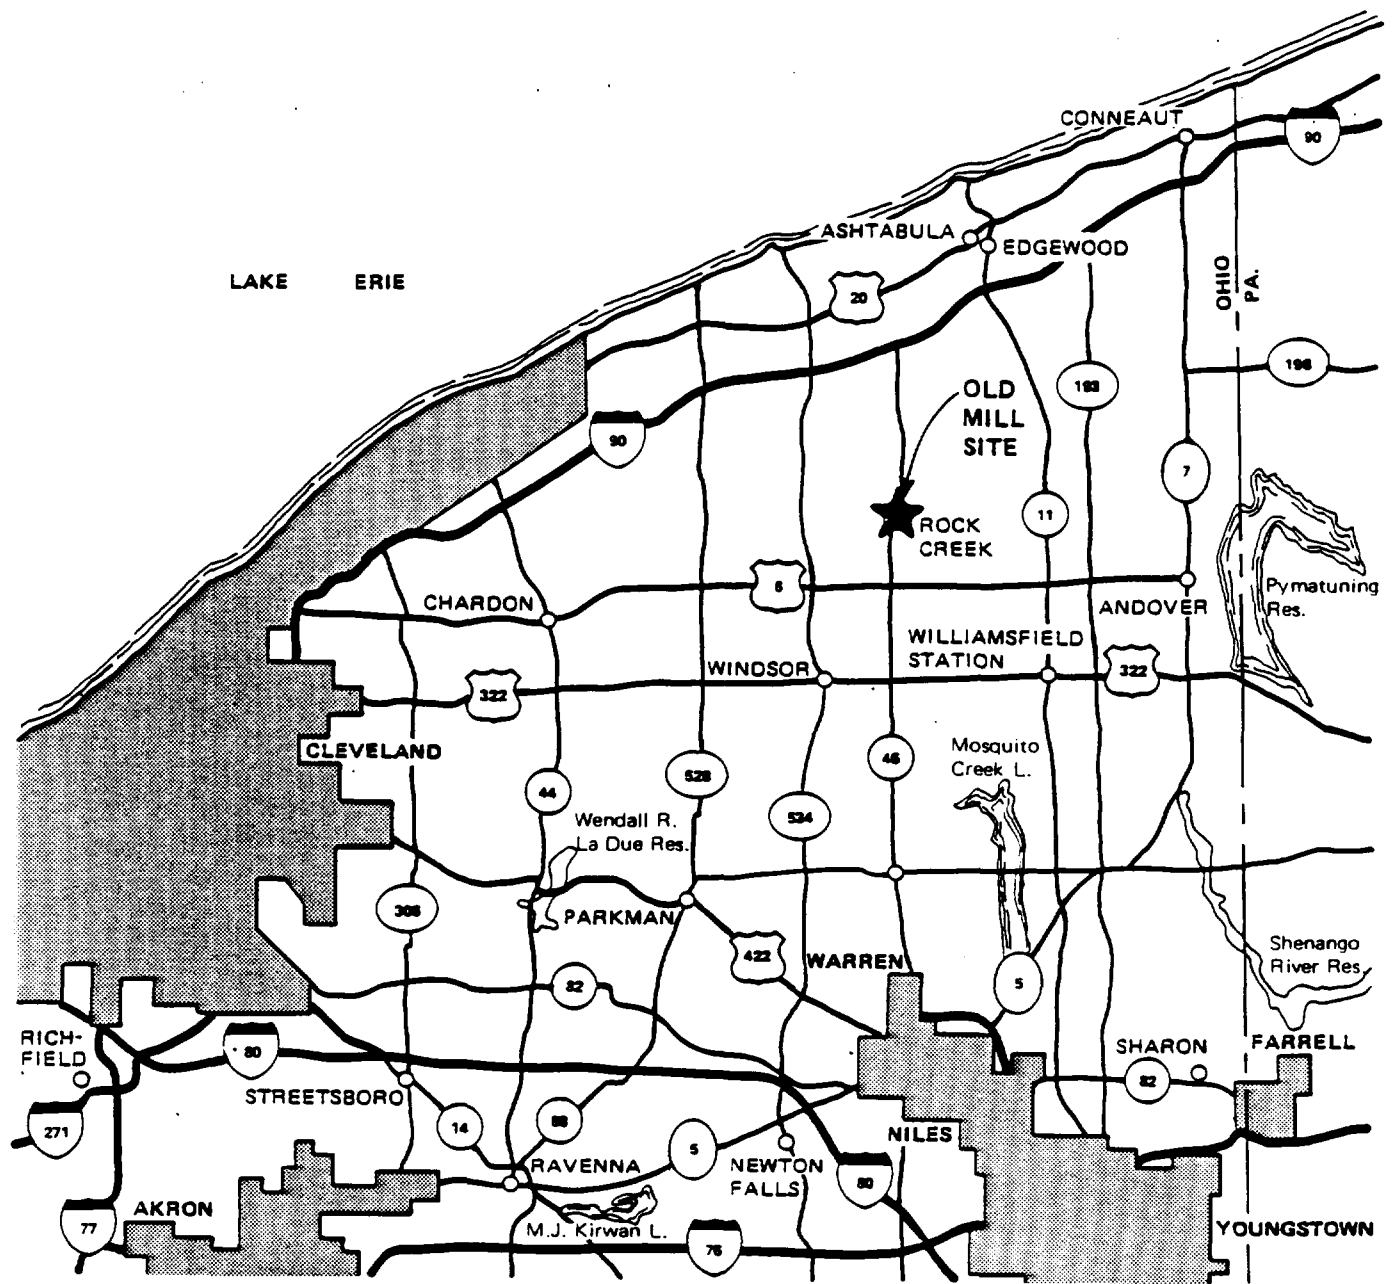 CONNEAUT
90
ASHTABULA
EDGEWOOD
LAKE ERIE
OHIO
PA.
20
193
OLD
MILL
SITE
90
7
11
ROCK
CREEK
6
Pymatuning
Res.
CHARDON
ANDOVER
WILLIAMSFIELD
STATION
WINDSOR
322
322
CLEVELAND
Mosquito
Creek L.
528
44
534
Wendall R.
La Due Res.
306
PARKMAN
422
WARREN
Shenango
River Res.
82
5
RICH-
FIELD
80
SHARON
FARRELL
82
STREETSBORO
271
14
88
5
NILES
RAVENNA
NEWTON
FALLS
80
AKRON
77
M.J. Kirwan L.
76
YOUNGSTOWN